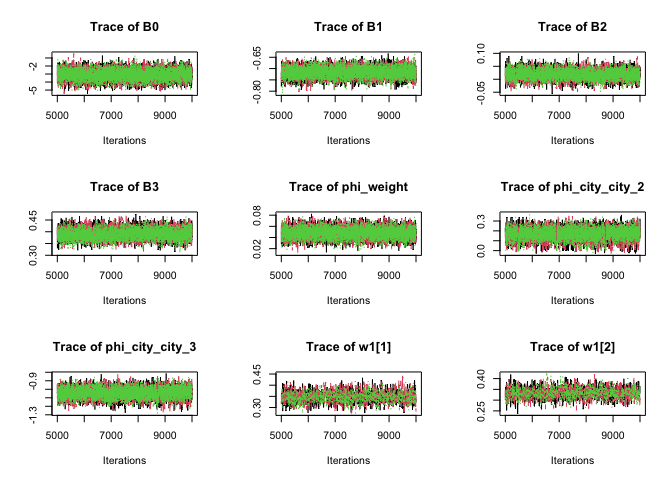 Trace of B0
-2
-5
5000 7000 9000
Iterations
Trace of B1
-0.65
-0.80
5000 7000 9000
Iterations
Trace of B2
0.10
-0.05
5000 7000 9000
Iterations
Trace of B3
0.45
0.30
5000 7000 9000
Iterations
Trace of phi_weight
0.08
0.02
5000 7000 9000
Iterations
Trace of phi_city_city_2
0.3
0.0
5000 7000 9000
Iterations
Trace of phi_city_city_3
-0.9
-1.3
5000 7000 9000
Iterations
Trace of w1[1]
0.45
0.30
5000 7000 9000
Iterations
Trace of w1[2]
0.40
0.25
5000 7000 9000
Iterations